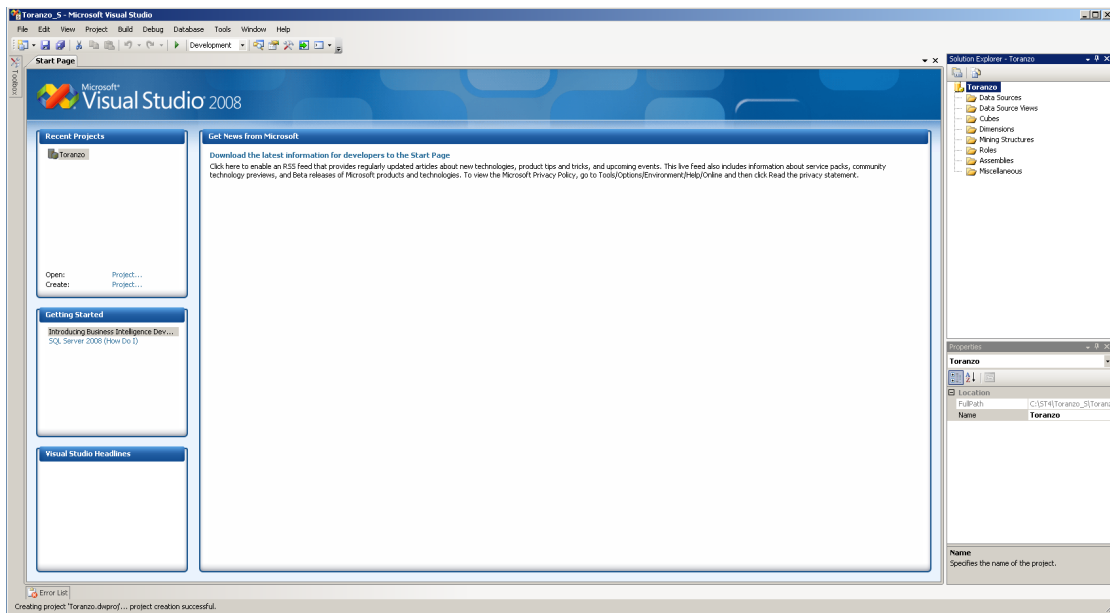 Toranzo_S - Microsoft Visual Studio
File Edit View Project Build Debug Database Tools Window Help
Development
Toolbox
Start Page
Microsoft
Visual Studio 2008
Recent Projects
Toranzo
Open: Project...
Create: Project...
Getting Started
Introducing Business Intelligence Dev...
SQL Server 2008 (How Do I)
Visual Studio Headlines
Get News from Microsoft
Download the latest information for developers to the Start Page
Click here to enable an RSS feed that provides regularly updated articles about new technologies, product tips and tricks, and upcoming events. This live feed also includes information about service packs, community
technology previews, and Beta releases of Microsoft products and technologies. To view the Microsoft Privacy Policy, go to Tools/Options/Environment/Help/Online and then click Read the privacy statement.
Solution Explorer - Toranzo
Toranzo
Data Sources
Data Source Views
Cubes
Dimensions
Mining Structures
Roles
Assemblies
Miscellaneous
Properties
Toranzo
Location
FullPath C:\ST4\Toranzo_S\Toranz
Name Toranzo
Name
Specifies the name of the project.
Error List
Creating project 'Toranzo.dwproj'... project creation successful.